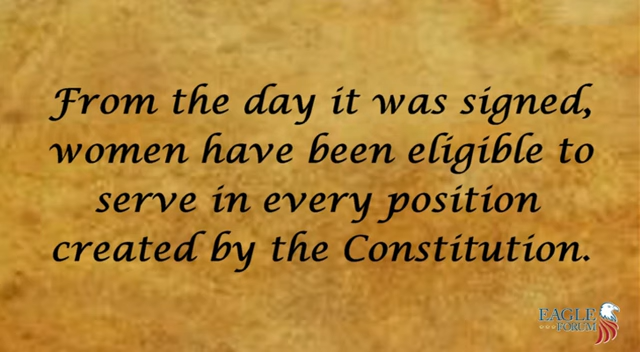 From the day it was signed,
women have been eligible to
serve in every position
created by the Constitution.
EAGLE
FORUM